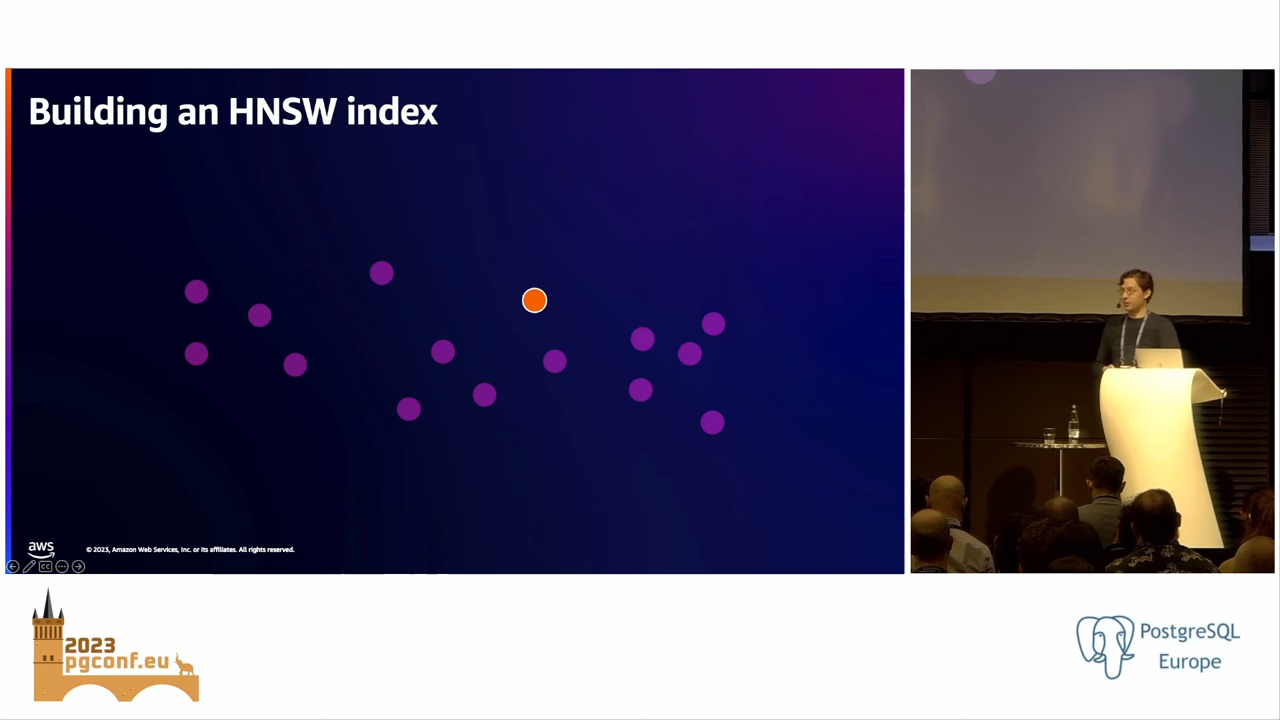 Building an HNSW index
aws
© 2023, Amazon Web Services, Inc. or its affiliates. All rights reserved.
CC
2023
pgconf.eu
PostgreSQL
Europe